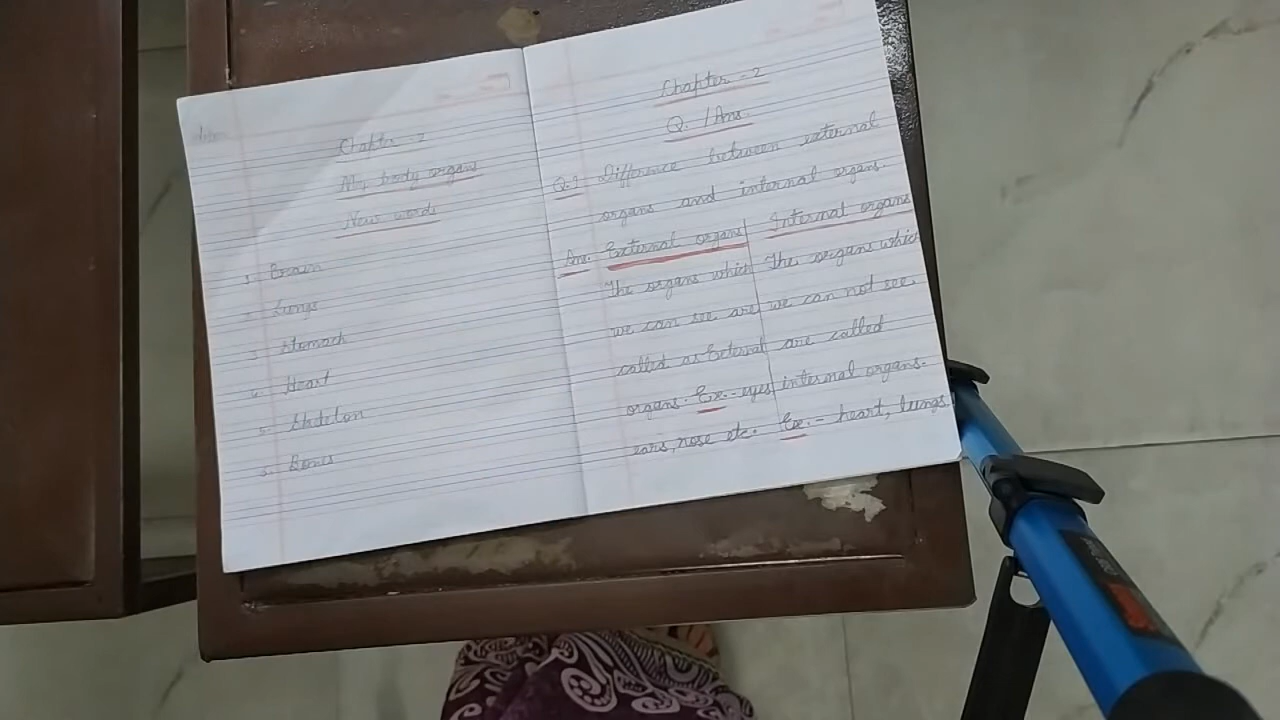 Chapter - 2
My body organs
New words
1. Brain
2. Lungs
3. Stomach
4. Heart
Skeleton
5. Bones
Chapter - 2
Q. / Ans.
Q.1 Difference between external
organs and internal organs
Ans. External organs Internal organs
The organs which The organs which
we can see are we can not see
called as External are called
organs. Ex.- eyes internal organs.
ears, nose etc. Ex.- heart, lungs